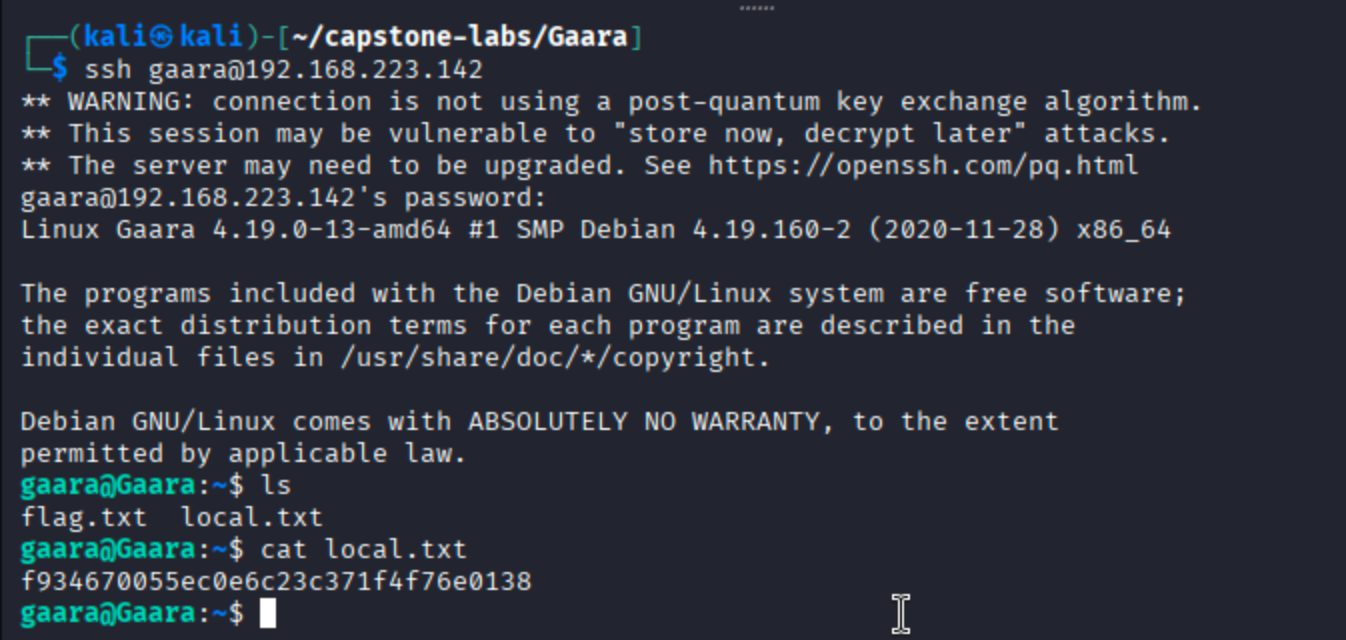 ┌──(kali㉿kali)-[~/capstone-labs/Gaara]
└─$ ssh gaara@192.168.223.142
** WARNING: connection is not using a post-quantum key exchange algorithm.
** This session may be vulnerable to "store now, decrypt later" attacks.
** The server may need to be upgraded. See https://openssh.com/pq.html
gaara@192.168.223.142's password:
Linux Gaara 4.19.0-13-amd64 #1 SMP Debian 4.19.160-2 (2020-11-28) x86_64

The programs included with the Debian GNU/Linux system are free software;
the exact distribution terms for each program are described in the
individual files in /usr/share/doc/*/copyright.

Debian GNU/Linux comes with ABSOLUTELY NO WARRANTY, to the extent
permitted by applicable law.
gaara@Gaara:~$ ls
flag.txt  local.txt
gaara@Gaara:~$ cat local.txt
f934670055ec0e6c23c371f4f76e0138
gaara@Gaara:~$